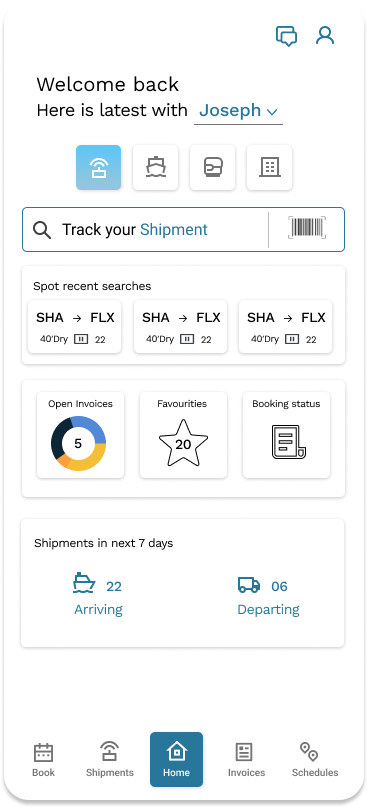 Welcome back
Here is latest with Joseph
Track your Shipment
Spot recent searches
SHA → FLX
40'Dry 22
SHA → FLX
40'Dry 22
SHA → FLX
40'Dry 22
Open Invoices
5
Favourities
20
Booking status
Shipments in next 7 days
22
Arriving
06
Departing
Book
Shipments
Home
Invoices
Schedules